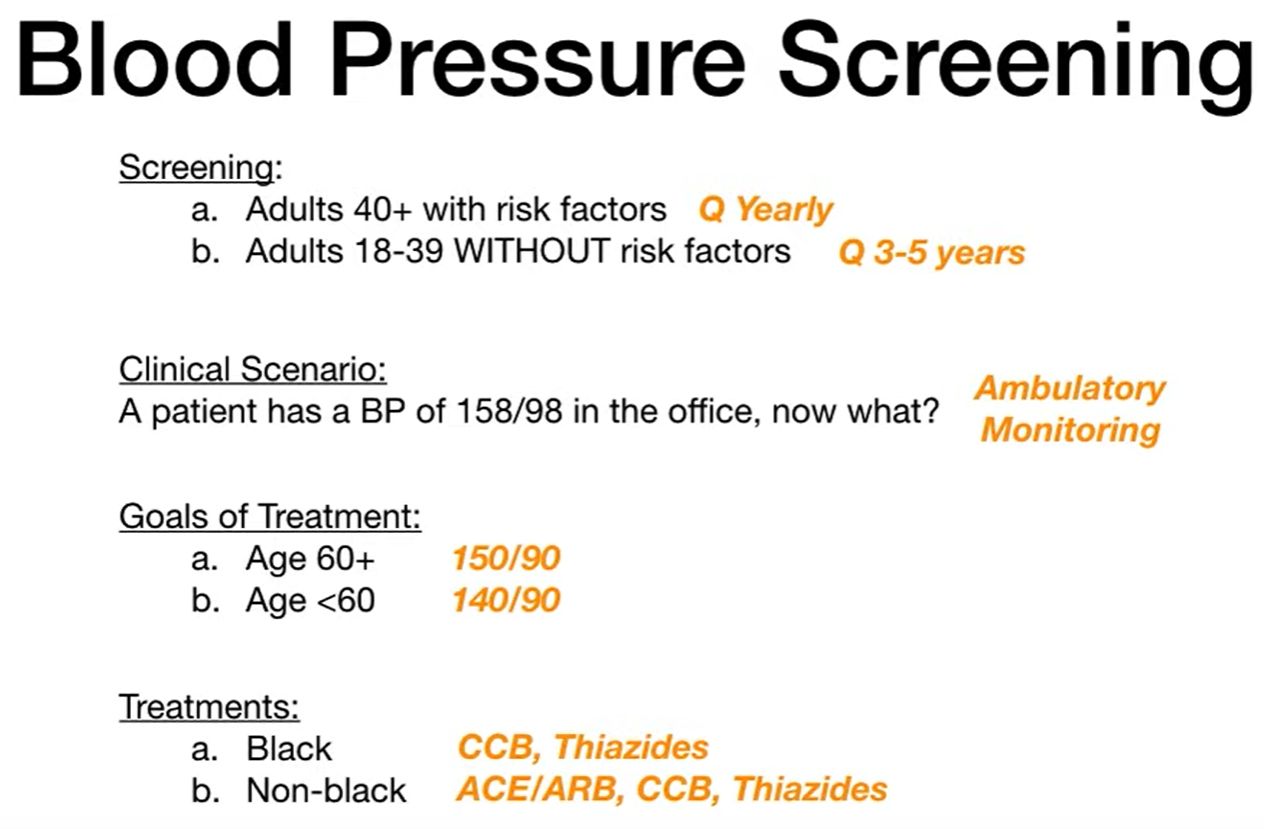 Blood Pressure Screening
Screening:
a. Adults 40+ with risk factors Q Yearly
b. Adults 18-39 WITHOUT risk factors Q 3-5 years
Clinical Scenario:
A patient has a BP of 158/98 in the office, now what? Ambulatory Monitoring
Goals of Treatment:
a. Age 60+ 150/90
b. Age <60 140/90
Treatments:
a. Black CCB, Thiazides
b. Non-black ACE/ARB, CCB, Thiazides